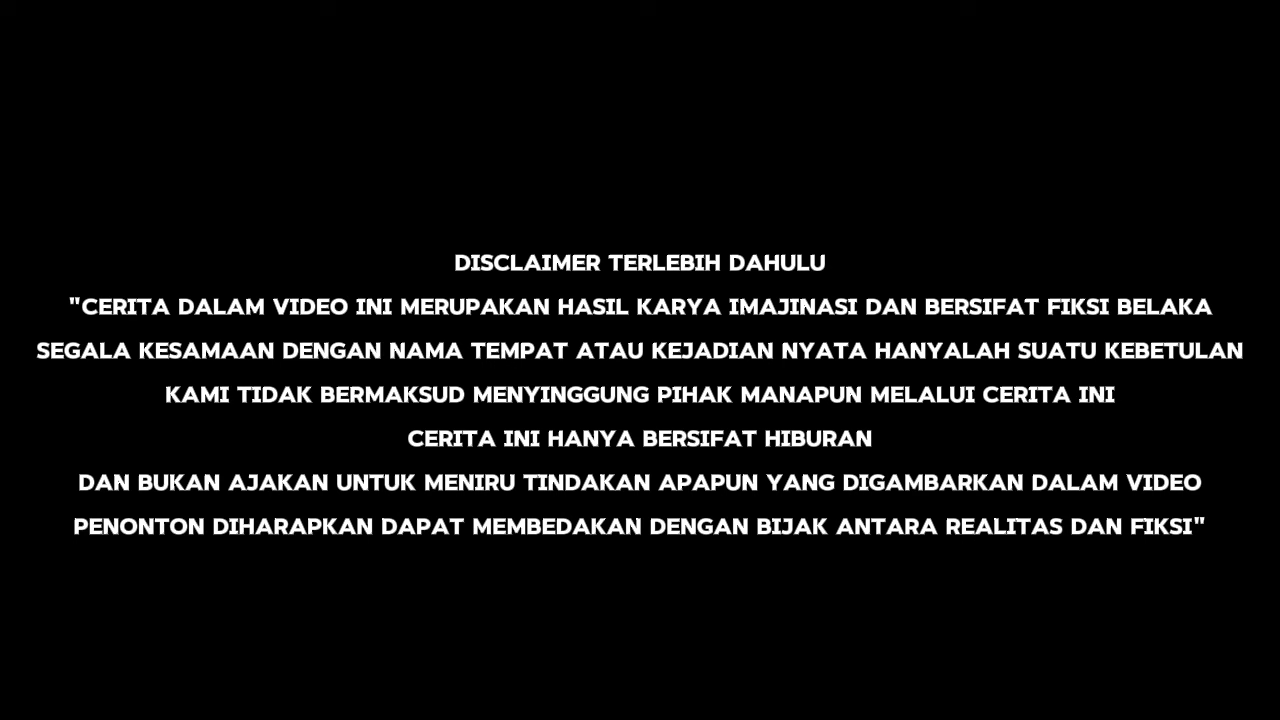 DISCLAIMER TERLEBIH DAHULU
"CERITA DALAM VIDEO INI MERUPAKAN HASIL KARYA IMAJINASI DAN BERSIFAT FIKSI BELAKA
SEGALA KESAMAAN DENGAN NAMA TEMPAT ATAU KEJADIAN NYATA HANYALAH SUATU KEBETULAN
KAMI TIDAK BERMAKSUD MENYINGGUNG PIHAK MANAPUN MELALUI CERITA INI
CERITA INI HANYA BERSIFAT HIBURAN
DAN BUKAN AJAKAN UNTUK MENIRU TINDAKAN APAPUN YANG DIGAMBARKAN DALAM VIDEO
PENONTON DIHARAPKAN DAPAT MEMBEDAKAN DENGAN BIJAK ANTARA REALITAS DAN FIKSI"